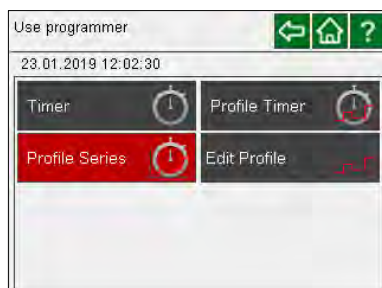 Use programmer
?
23.01.2019 12:02:30
Timer
Profile Timer
Profile Series
Edit Profile